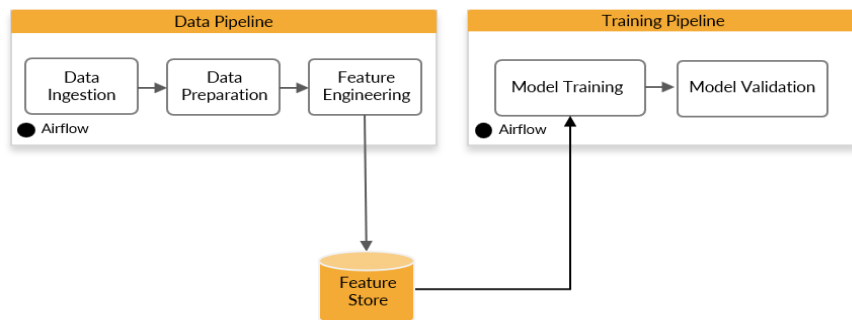 Data Pipeline
Data
Ingestion
Data
Preparation
Feature
Engineering
Airflow
Training Pipeline
Model Training
Model Validation
Airflow
Feature
Store